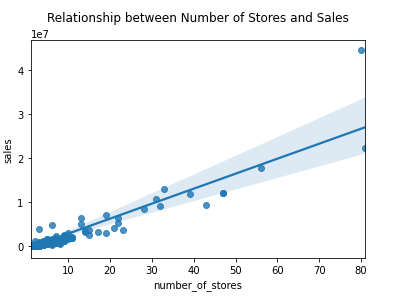 Relationship between Number of Stores and Sales
1e7
4
3
2
1
0
sales
10 20 30 40 50 60 70 80
number_of_stores